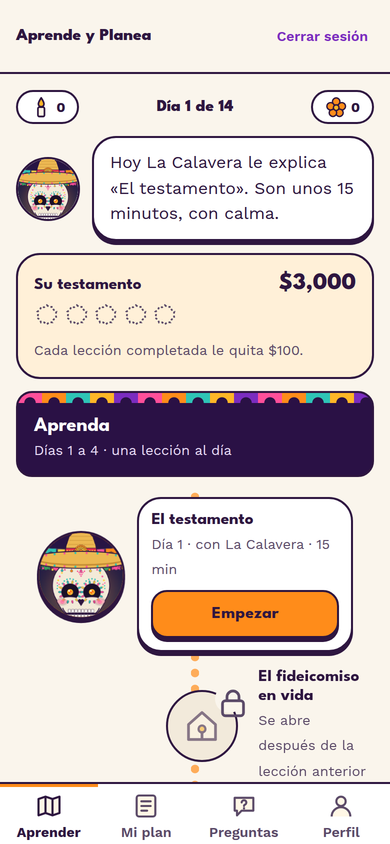 Aprende y Planea
Cerrar sesión
0
Día 1 de 14
0
Hoy La Calavera le explica
«El testamento». Son unos 15
minutos, con calma.
Su testamento
$3,000
Cada lección completada le quita $100.
Aprenda
Días 1 a 4 · una lección al día
El testamento
Día 1 · con La Calavera · 15
min
Empezar
El fideicomiso
en vida
Se abre
después de la
lección anterior
Aprender
Mi plan
Preguntas
Perfil